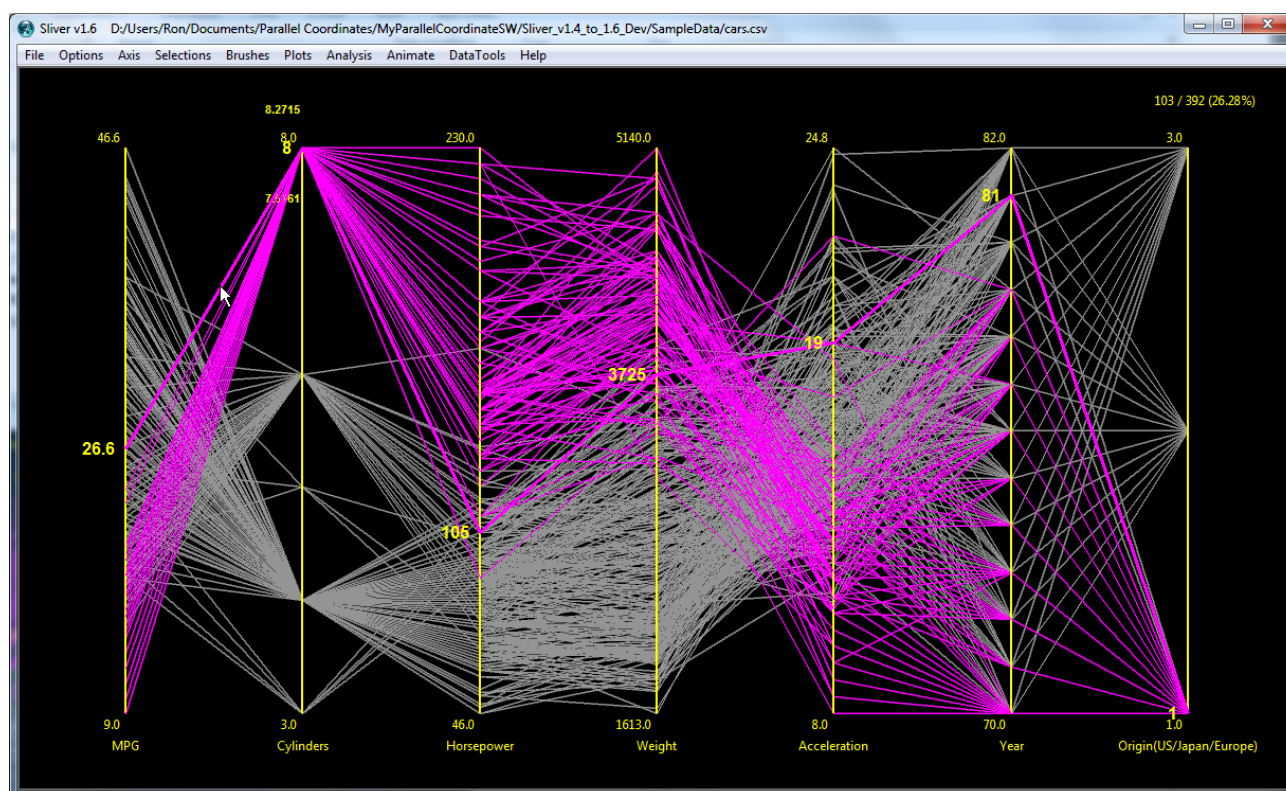 Sliver v1.6 D:/Users/Ron/Documents/Parallel Coordinates/MyParallelCoordinateSW/Sliver_v1.4_to_1.6_Dev/SampleData/cars.csv
File Options Axis Selections Brushes Plots Analysis Animate DataTools Help
103 / 392 (26.28%)
8.2715
46.6 8.0 230.0 5140.0 24.8 82.0 3.0
8
81
19
3725
26.6
105
1
9.0 3.0 46.0 1613.0 8.0 70.0 1.0
MPG Cylinders Horsepower Weight Acceleration Year Origin(US/Japan/Europe)